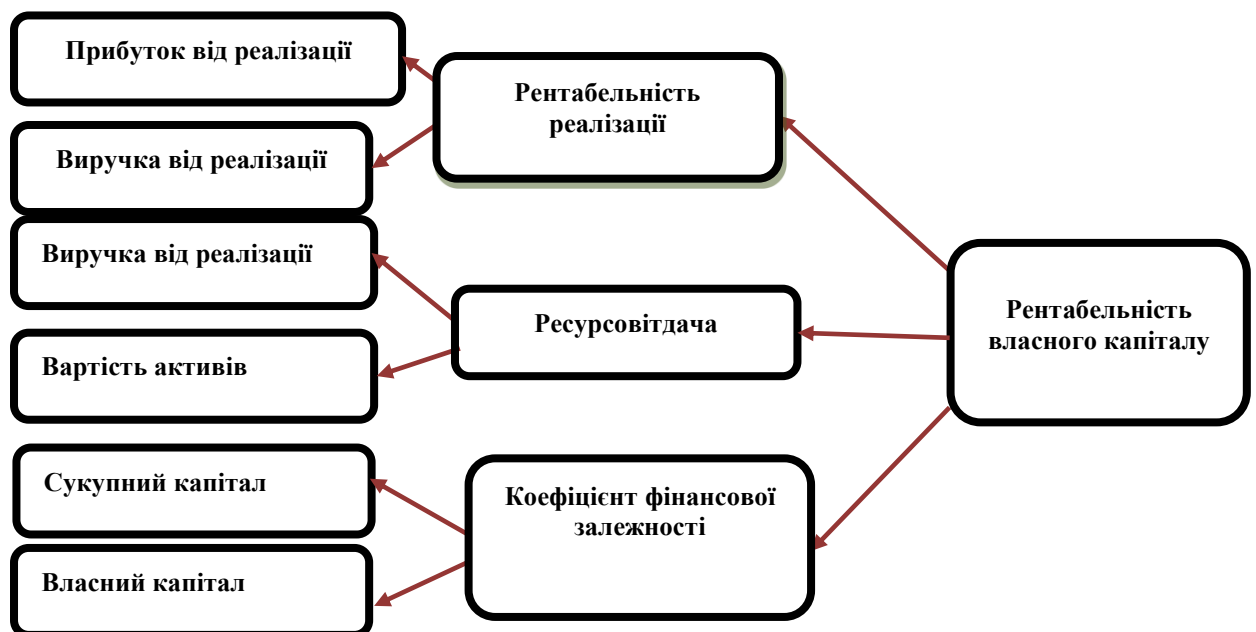 Прибуток від реалізації
Виручка від реалізації
Виручка від реалізації
Вартість активів
Сукупний капітал
Власний капітал
Рентабельність
реалізації
Ресурсовітдача
Коефіцієнт фінансової
залежності
Рентабельність
власного капіталу